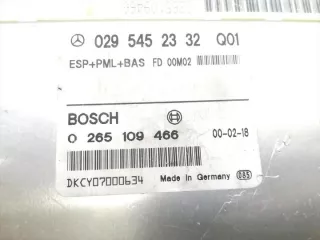 029 545 23 32 Q01
ESP+PML+BAS FD 00M02
BOSCH
0 265 109 466 00-02-18
DKCY07000634 Made in Germany 085